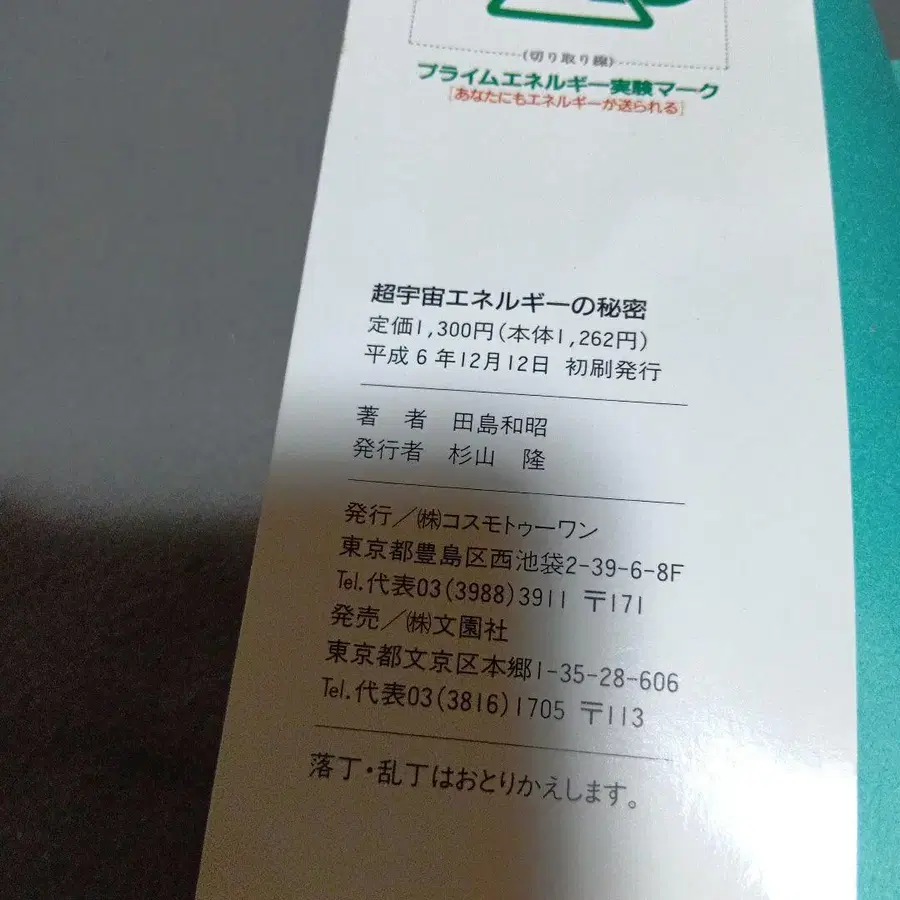 (切り取り線)
プライムエネルギー実験マーク
[あなたにもエネルギーが送られる]
超宇宙エネルギーの秘密
定価1,300円(本体1,262円)
平成6年12月12日 初刷発行
著 者 田島和昭
発行者 杉山 隆
発行/㈱コスモトゥーワン
東京都豊島区西池袋2-39-6-8F
Tel.代表03(3988)3911 〒171
発売/㈱文園社
東京都文京区本郷1-35-28-606
Tel.代表03(3816)1705 〒113
落丁・乱丁はおとりかえします。